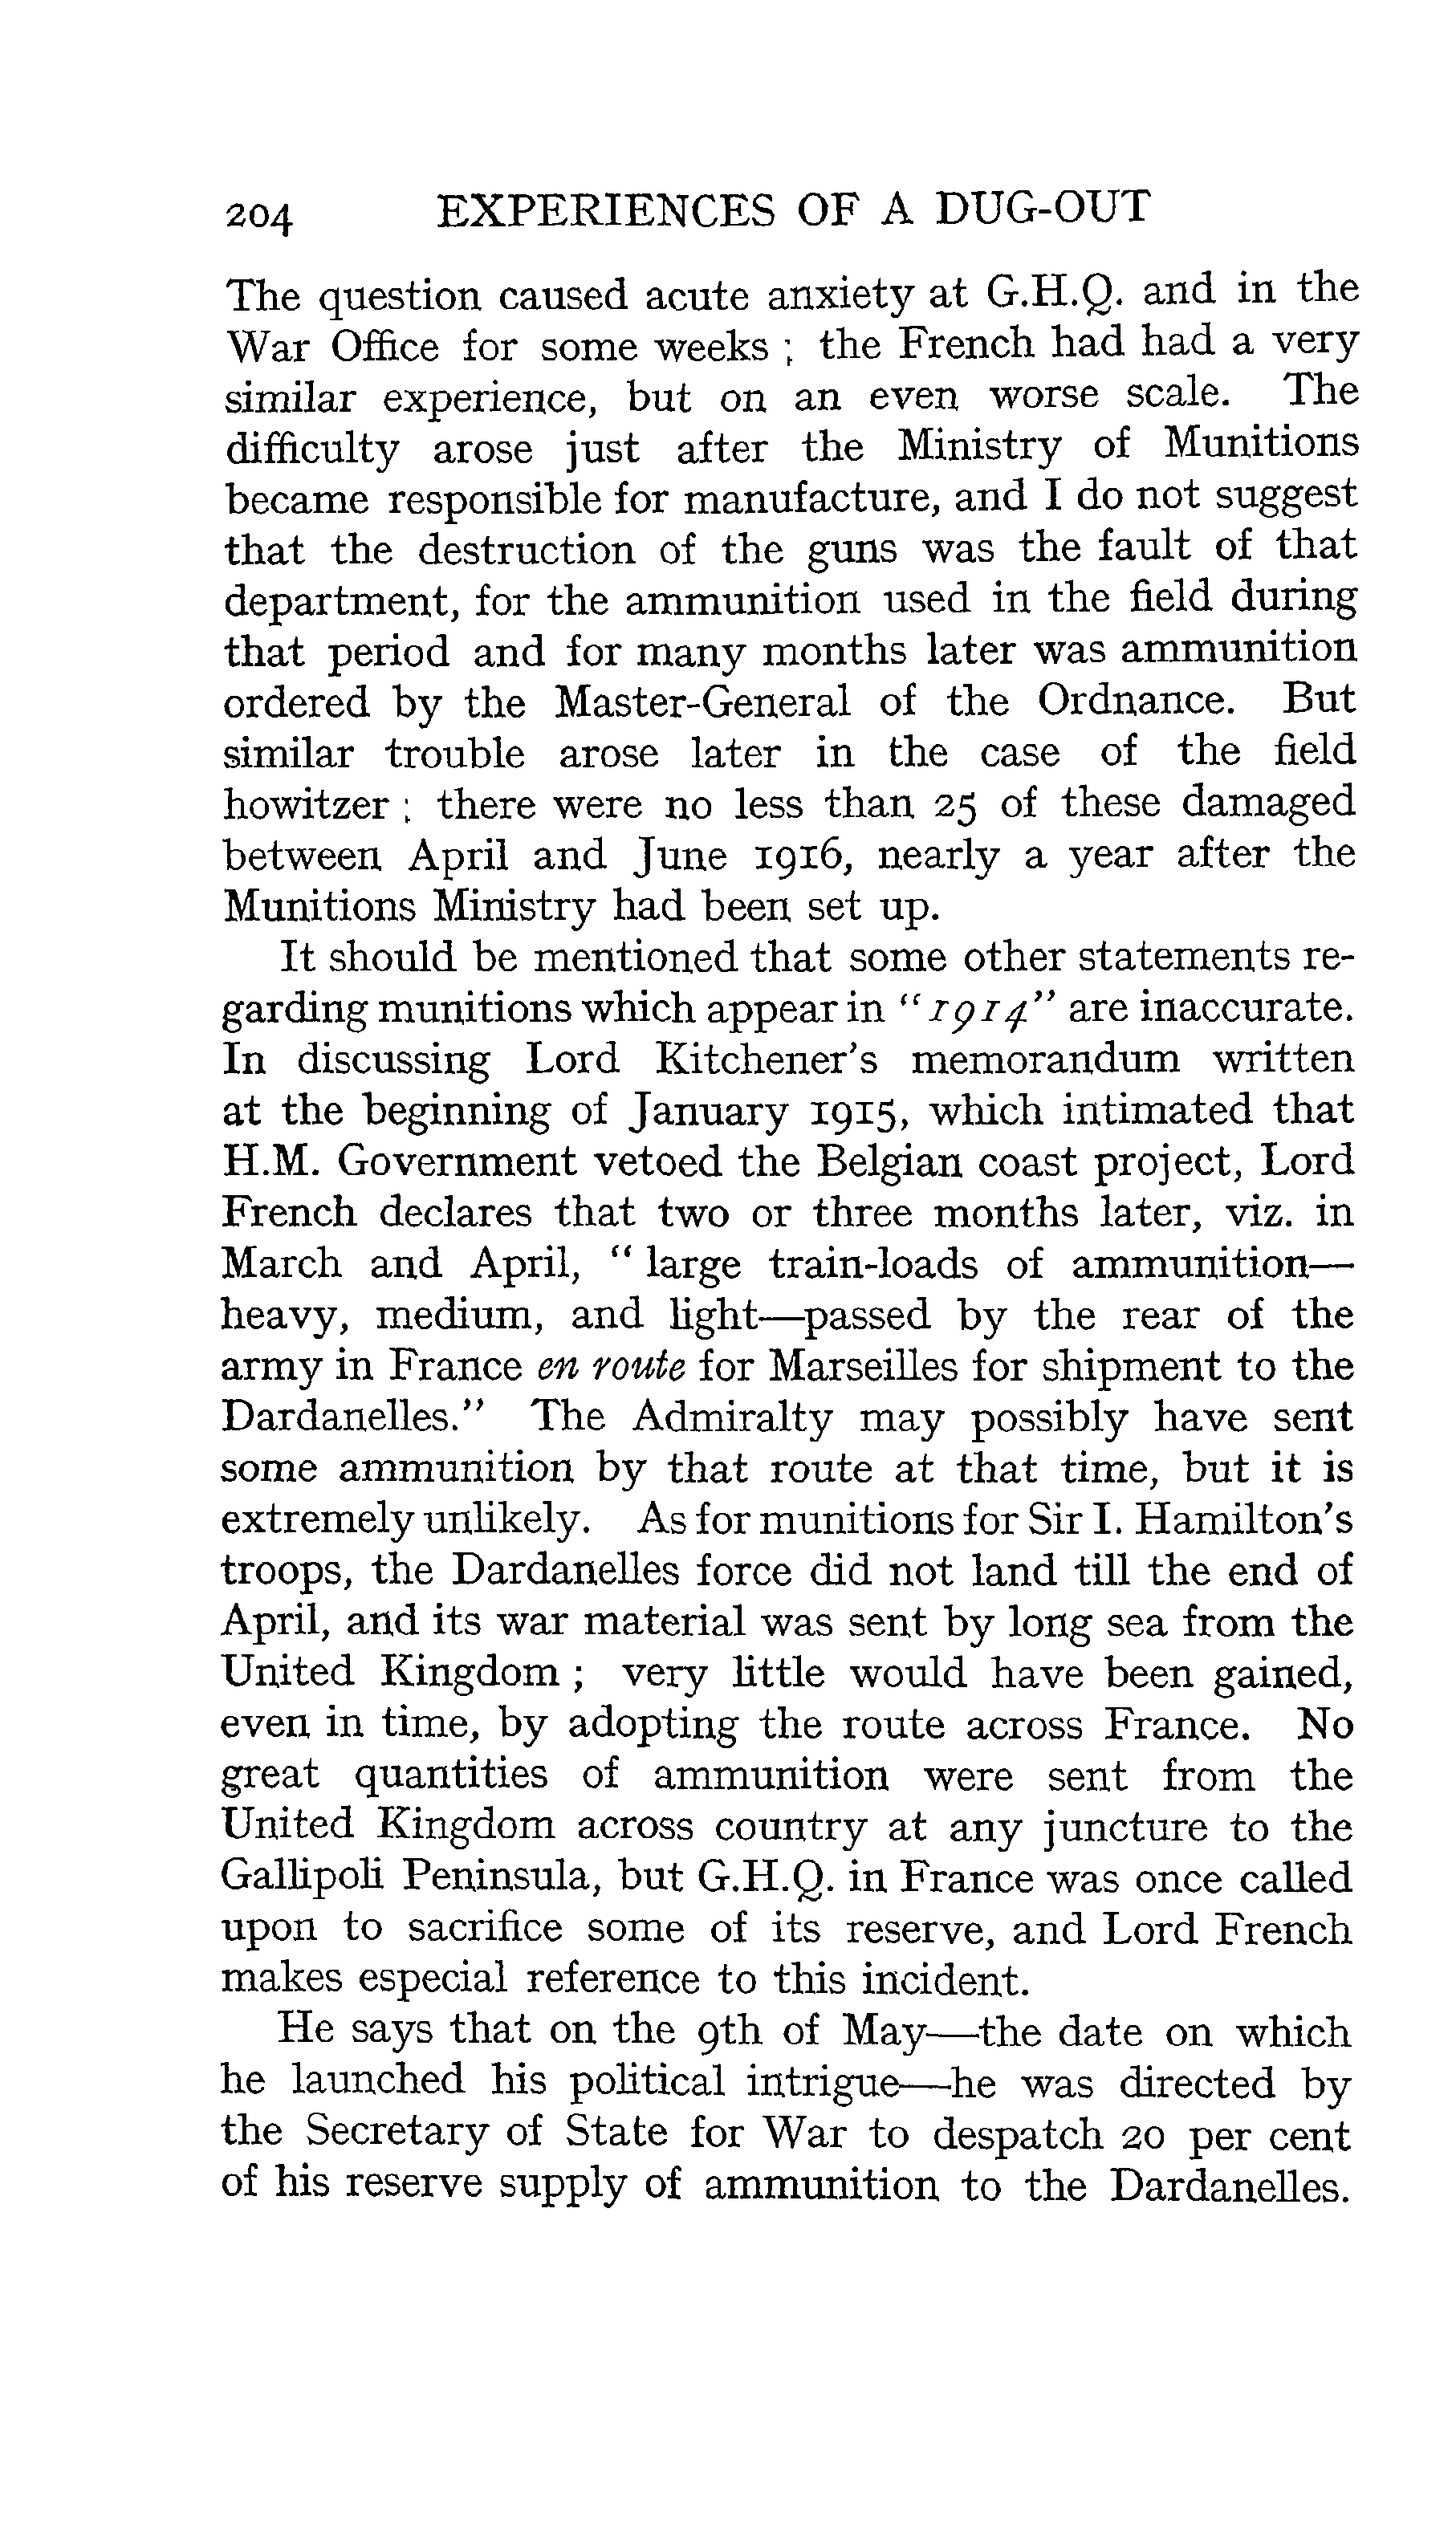 204 EXPERIENCES OF A DUG-OUT
The question caused acute anxiety at G.H.Q. and in the
War Office for some weeks ; the French had had a very
similar experience, but on an even worse scale. The
difficulty arose just after the Ministry of Munitions
became responsible for manufacture, and I do not suggest
that the destruction of the guns was the fault of that
department, for the ammunition used in the field during
that period and for many months later was ammunition
ordered by the Master-General of the Ordnance. But
similar trouble arose later in the case of the field
howitzer ; there were no less than 25 of these damaged
between April and June 1916, nearly a year after the
Munitions Ministry had been set up.
It should be mentioned that some other statements re-
garding munitions which appear in “1914” are inaccurate.
In discussing Lord Kitchener's memorandum written
at the beginning of January 1915, which intimated that
H.M. Government vetoed the Belgian coast project, Lord
French declares that two or three months later, viz. in
March and April, “ large train-loads of ammunition—
heavy, medium, and light—passed by the rear of the
army in France en route for Marseilles for shipment to the
Dardanelles.” The Admiralty may possibly have sent
some ammunition by that route at that time, but it is
extremely unlikely. As for munitions for Sir I. Hamilton's
troops, the Dardanelles force did not land till the end of
April, and its war material was sent by long sea from the
United Kingdom ; very little would have been gained,
even in time, by adopting the route across France. No
great quantities of ammunition were sent from the
United Kingdom across country at any juncture to the
Gallipoli Peninsula, but G.H.Q. in France was once called
upon to sacrifice some of its reserve, and Lord French
makes especial reference to this incident.
He says that on the 9th of May—the date on which
he launched his political intrigue—he was directed by
the Secretary of State for War to despatch 20 per cent
of his reserve supply of ammunition to the Dardanelles.